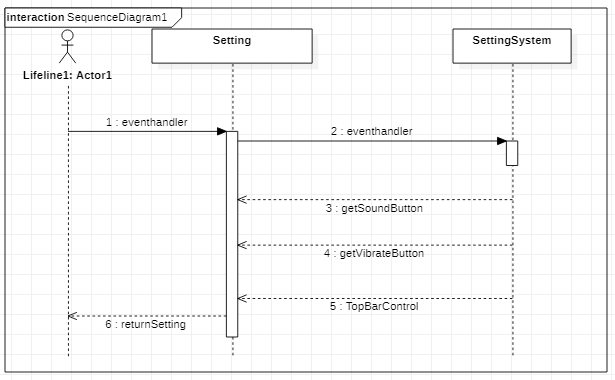 interaction SequenceDiagram1
Setting
SettingSystem
Lifeline1: Actor1
1 : eventhandler
2 : eventhandler
3 : getSoundButton
4 : getVibrateButton
5 : TopBarControl
6 : returnSetting